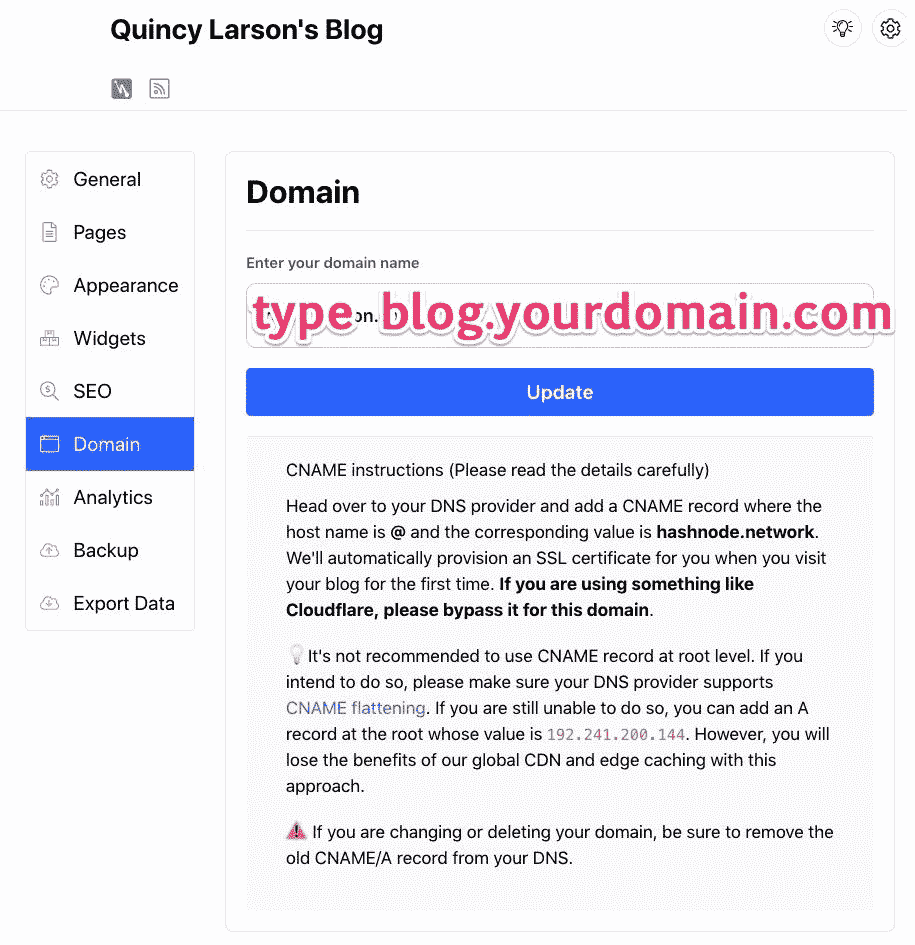 Quincy Larson's Blog
General
Pages
Appearance
Widgets
SEO
Domain
Analytics
Backup
Export Data
Domain
Enter your domain name
type blog.yourdomain.com
Update
CNAME instructions (Please read the details carefully)
Head over to your DNS provider and add a CNAME record where the
host name is @ and the corresponding value is hashnode.network.
We'll automatically provision an SSL certificate for you when you visit
your blog for the first time. If you are using something like
Cloudflare, please bypass it for this domain.
It's not recommended to use CNAME record at root level. If you
intend to do so, please make sure your DNS provider supports
CNAME flattening. If you are still unable to do so, you can add an A
record at the root whose value is 192.241.200.144. However, you will
lose the benefits of our global CDN and edge caching with this
approach.
If you are changing or deleting your domain, be sure to remove the
old CNAME/A record from your DNS.